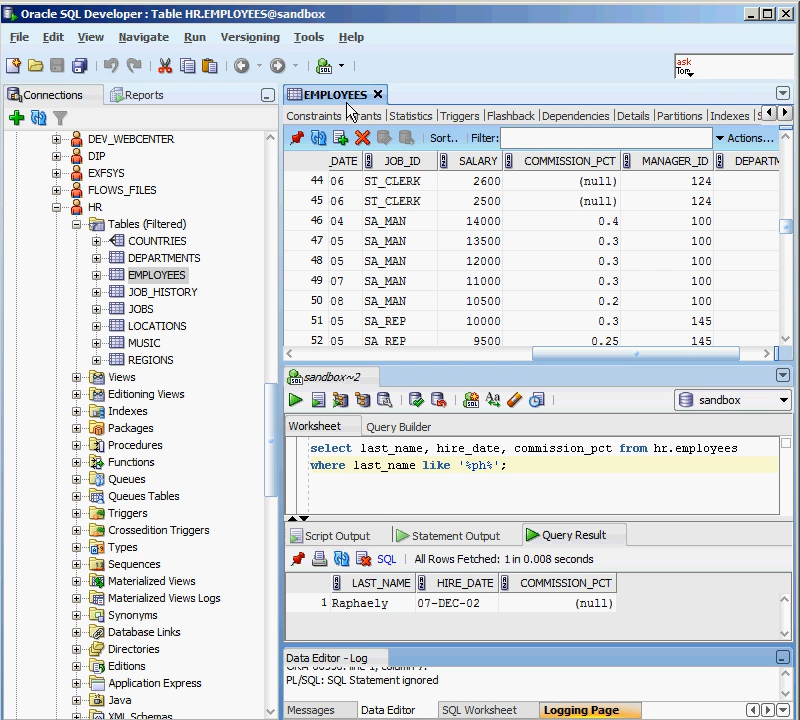 Oracle SQL Developer : Table HR.EMPLOYEES@sandbox
File Edit View Navigate Run Versioning Tools Help
ask
Tom
Connections Reports
DEV_WEBCENTER
DIP
EXFSYS
FLOWS_FILES
HR
Tables (Filtered)
COUNTRIES
DEPARTMENTS
EMPLOYEES
JOB_HISTORY
JOBS
LOCATIONS
MUSIC
REGIONS
Views
Editioning Views
Indexes
Packages
Procedures
Functions
Queues
Queues Tables
Triggers
Crossedition Triggers
Types
Sequences
Materialized Views
Materialized Views Logs
Synonyms
Database Links
Directories
Editions
Application Express
Java
XML Schemas
EMPLOYEES
Constraints Statistics Triggers Flashback Dependencies Details Partitions Indexes
Sort.. Filter: Actions...
_DATE JOB_ID SALARY COMMISSION_PCT MANAGER_ID DEPARTM
44 06 ST_CLERK 2600 (null) 124
45 06 ST_CLERK 2500 (null) 124
46 04 SA_MAN 14000 0.4 100
47 05 SA_MAN 13500 0.3 100
48 05 SA_MAN 12000 0.3 100
49 07 SA_MAN 11000 0.3 100
50 08 SA_MAN 10500 0.2 100
51 05 SA_REP 10000 0.3 145
52 05 SA_REP 9500 0.25 145
sandbox~2
sandbox
Worksheet Query Builder
select last_name, hire_date, commission_pct from hr.employees
where last_name like '%ph%';
Script Output Statement Output Query Result
SQL All Rows Fetched: 1 in 0.008 seconds
LAST_NAME HIRE_DATE COMMISSION_PCT
1 Raphaely 07-DEC-02 (null)
Data Editor - Log
PL/SQL: SQL Statement ignored
Messages Data Editor SQL Worksheet Logging Page